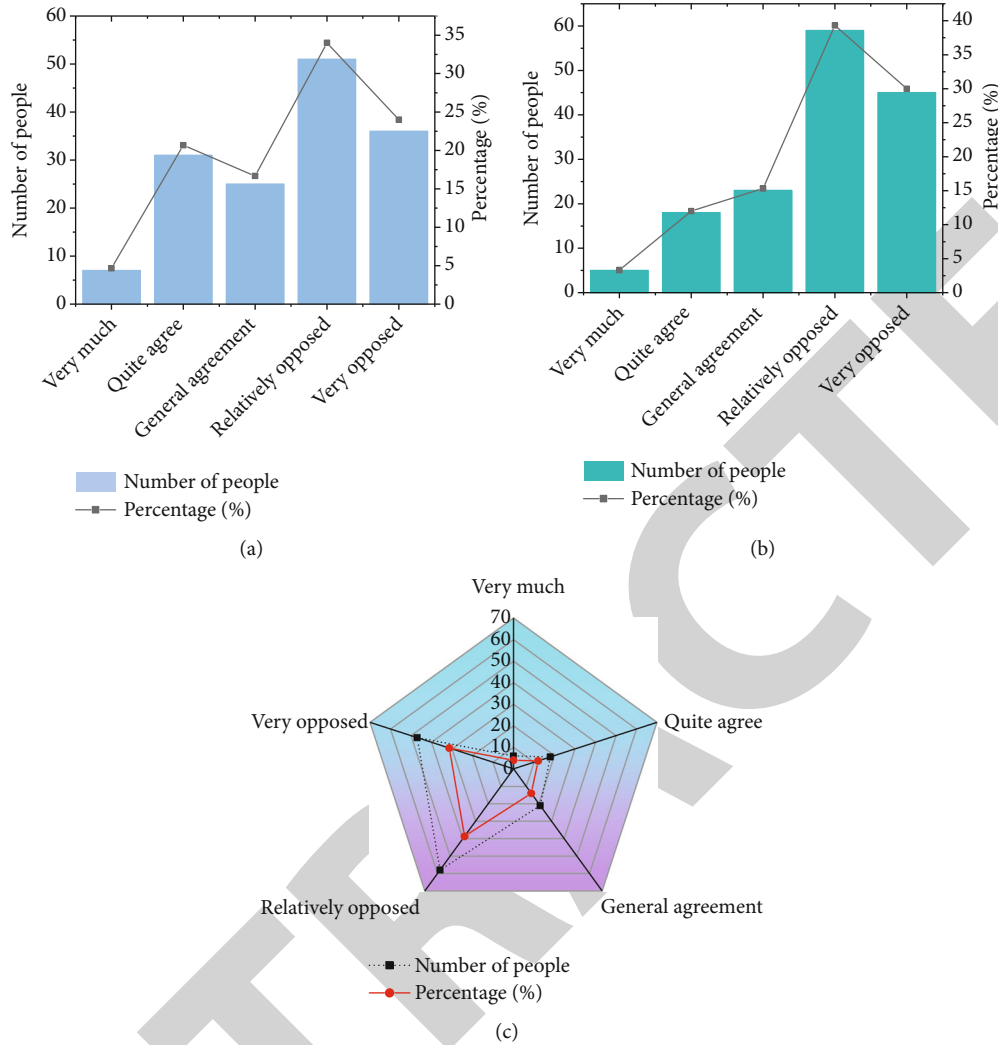 60
50
40
30
20
10
0
Number of people
35
30
25
20
15
10
5
0
Percentage (%)
Very much
Quite agree
General agreement
Relatively opposed
Very opposed
Number of people
Percentage (%)
(a)
60
50
40
30
20
10
0
Number of people
40
35
30
25
20
15
10
5
0
Percentage (%)
Very much
Quite agree
General agreement
Relatively opposed
Very opposed
Number of people
Percentage (%)
(b)
Very much
70
60
50
40
30
20
10
0
Very opposed
Quite agree
Relatively opposed
General agreement
Number of people
Percentage (%)
(c)